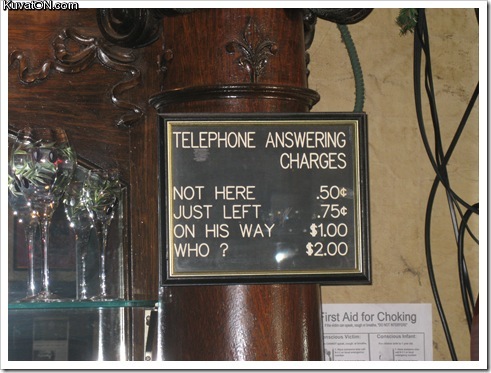 KuvatON.com
TELEPHONE ANSWERING
CHARGES
NOT HERE .50¢
JUST LEFT .75¢
ON HIS WAY $1.00
WHO ? $2.00
First Aid for Choking
Conscious Victim:
Conscious Infant: